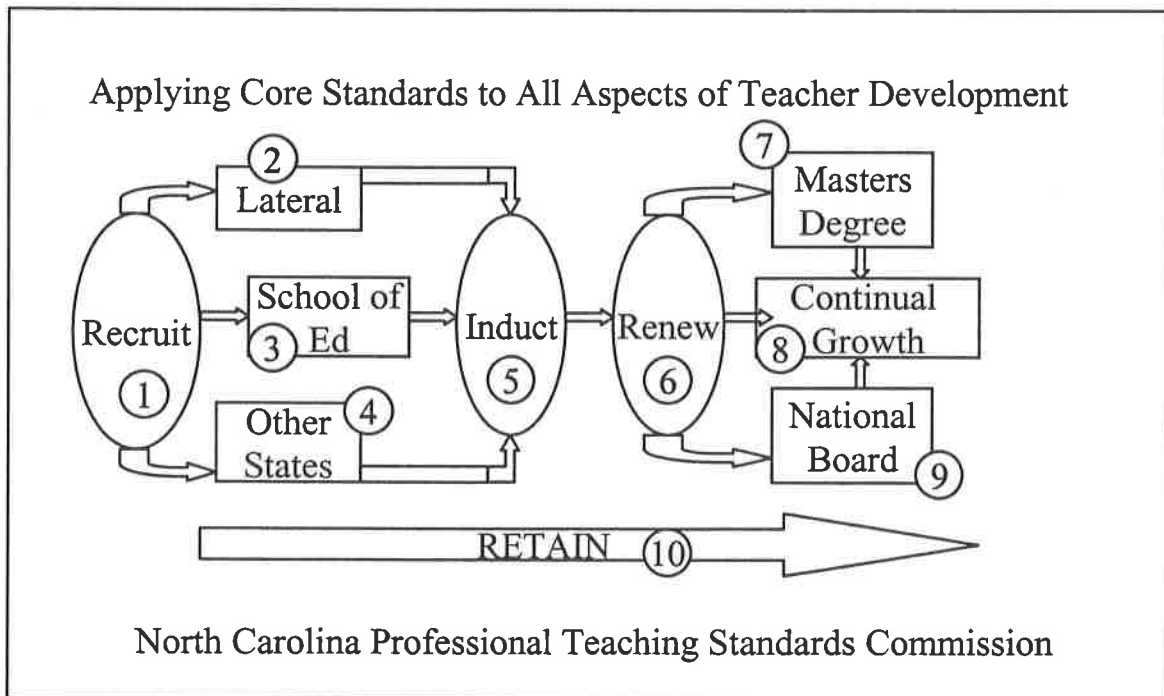 Applying Core Standards to All Aspects of Teacher Development
Recruit
1
2
Lateral
School of
Ed
3
4
Other
States
Induct
5
Renew
6
7
Masters
Degree
Continual
Growth
8
National
Board
9
RETAIN
10
North Carolina Professional Teaching Standards Commission